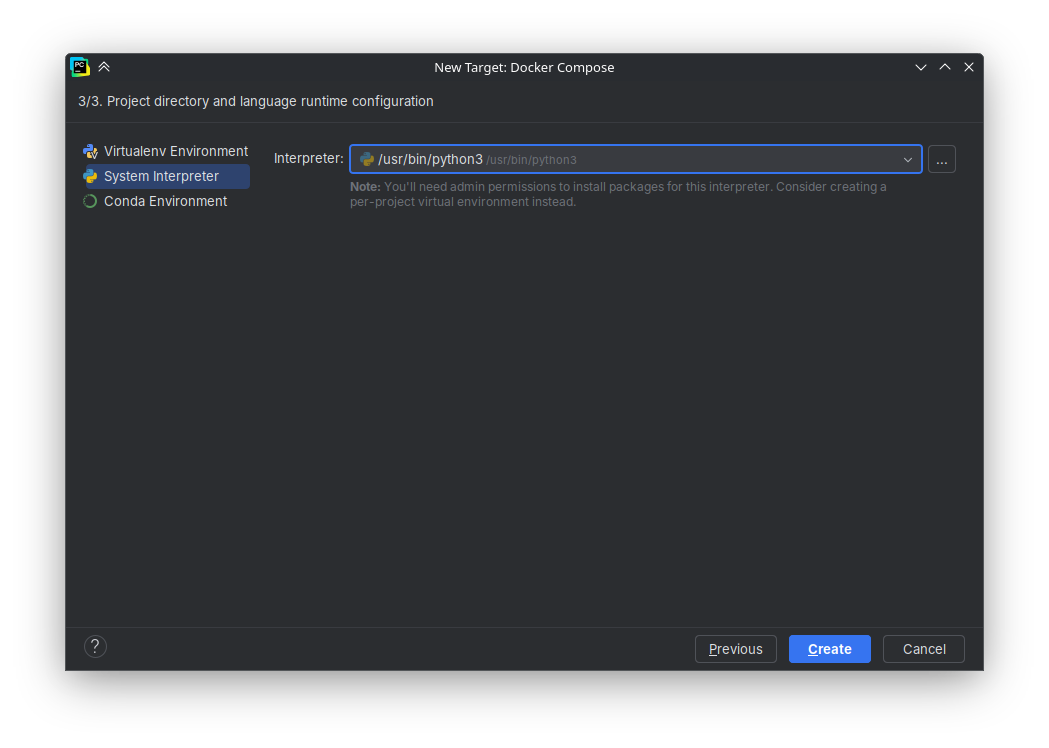 PC
New Target: Docker Compose
3/3. Project directory and language runtime configuration
Virtualenv Environment
System Interpreter
Conda Environment
Interpreter: /usr/bin/python3 /usr/bin/python3 ...
Note: You'll need admin permissions to install packages for this interpreter. Consider creating a
per-project virtual environment instead.
? Previous Create Cancel